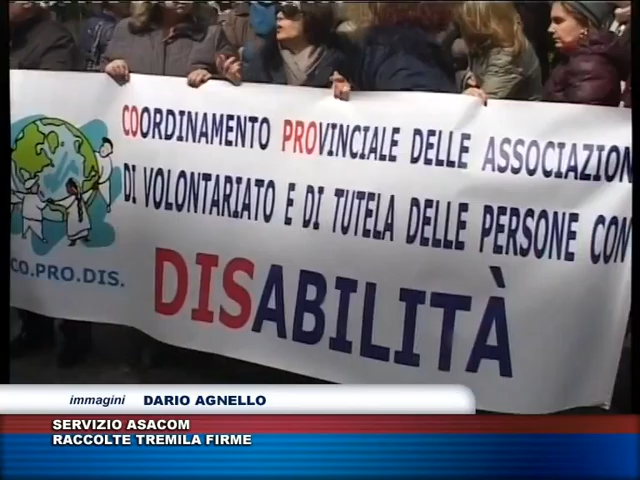 COORDINAMENTO PROVINCIALE DELLE ASSOCIAZION
DI VOLONTARIATO E DI TUTELA DELLE PERSONE CON
DISABILITÀ
CO.PRO.DIS.
immagini DARIO AGNELLO
SERVIZIO ASACOM
RACCOLTE TREMILA FIRME